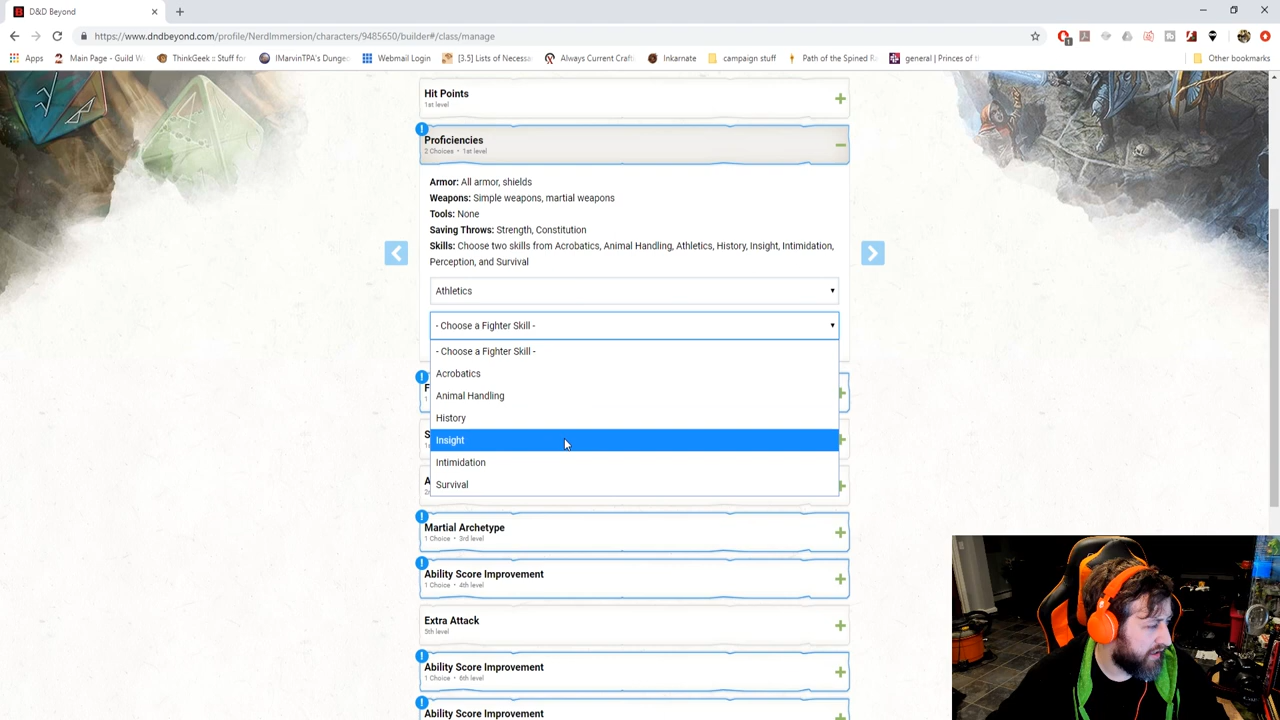 D&D Beyond
https://www.dndbeyond.com/profile/NerdImmersion/characters/9485650/builder#/class/manage
Apps
Main Page - Guild W
ThinkGeek :: Stuff fo
IMarvinTPA's Dunge
Webmail Login
[3.5] Lists of Necessa
Always Current Craft
Inkarnate
campaign stuff
Path of the Spined R
general | Princes of t
Other bookmarks
Hit Points
1st level
Proficiencies
2 Choices • 1st level
Armor: All armor, shields
Weapons: Simple weapons, martial weapons
Tools: None
Saving Throws: Strength, Constitution
Skills: Choose two skills from Acrobatics, Animal Handling, Athletics, History, Insight, Intimidation,
Perception, and Survival
Athletics
- Choose a Fighter Skill -
- Choose a Fighter Skill -
Acrobatics
Animal Handling
History
Insight
Intimidation
Survival
Martial Archetype
1 Choice • 3rd level
Ability Score Improvement
1 Choice • 4th level
Extra Attack
5th level
Ability Score Improvement
1 Choice • 6th level
Ability Score Improvement